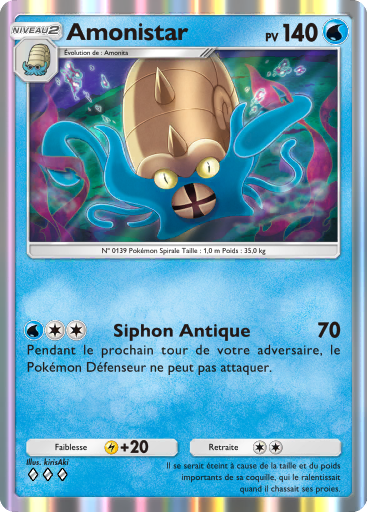 NIVEAU 2
Amonistar
PV 140
Évolution de : Amonita
N° 0139 Pokémon Spirale Taille : 1,0 m Poids : 35,0 kg
Siphon Antique 70
Pendant le prochain tour de votre adversaire, le
Pokémon Défenseur ne peut pas attaquer.
Faiblesse +20
Retraite
Illus. kirisAki
Il se serait éteint à cause de la taille et du poids
importants de sa coquille, qui le ralentissait
quand il chassait ses proies.